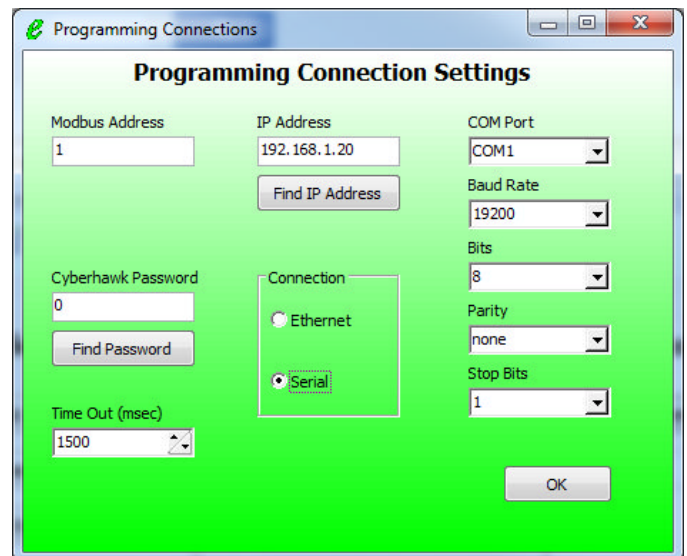 Programming Connections
Programming Connection Settings
Modbus Address
1
IP Address
192.168.1.20
Find IP Address
COM Port
COM1
Baud Rate
19200
Bits
8
Parity
none
Stop Bits
1
Cyberhawk Password
0
Find Password
Connection
Ethernet
Serial
Time Out (msec)
1500
OK